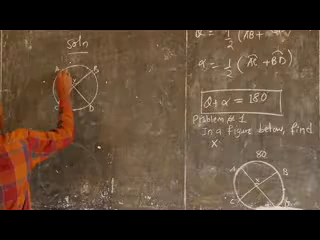 Soln
A B
C D
α = 1/2 (AB +
α = 1/2 (AC + BD)
Q + α = 180
Problem # 1
In a figure below, find
x
80
A B
x
C